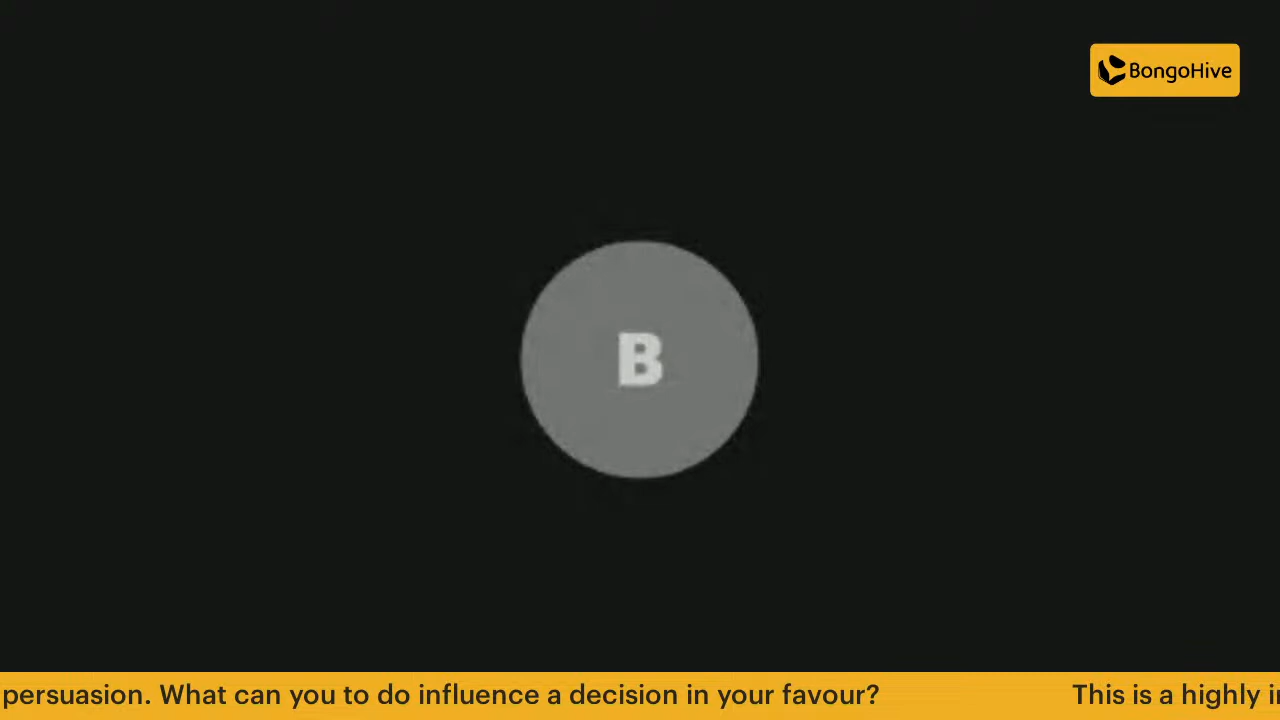 BongoHive
B
persuasion. What can you to do influence a decision in your favour? This is a highly